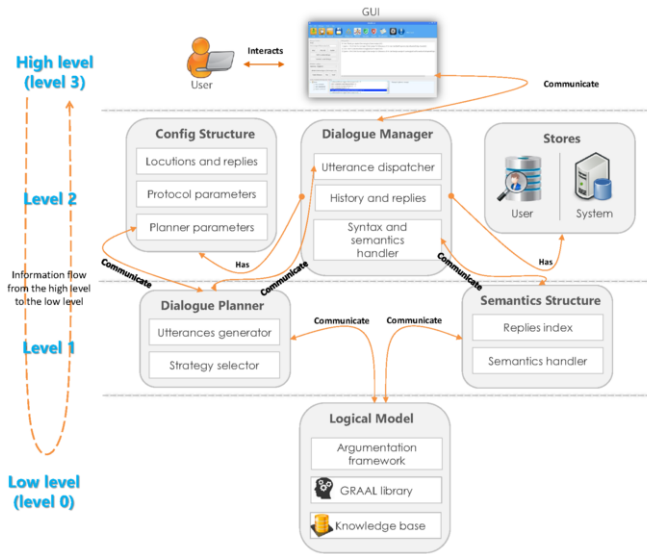 GUI
High level
(level 3)
Interacts
User
Communicate
Config Structure
Locutions and replies
Protocol parameters
Planner parameters
Dialogue Manager
Utterance dispatcher
History and replies
Syntax and
semantics
handler
Stores
User
System
Level 2
Has
Has
Communicate
Communicate
Communicate
Information flow
from the high level
to the low level
Dialogue Planner
Utterances generator
Strategy selector
Communicate
Communicate
Semantics Structure
Replies index
Semantics handler
Level 1
Logical Model
Argumentation
framework
GRAAL library
Knowledge base
Low level
(level 0)